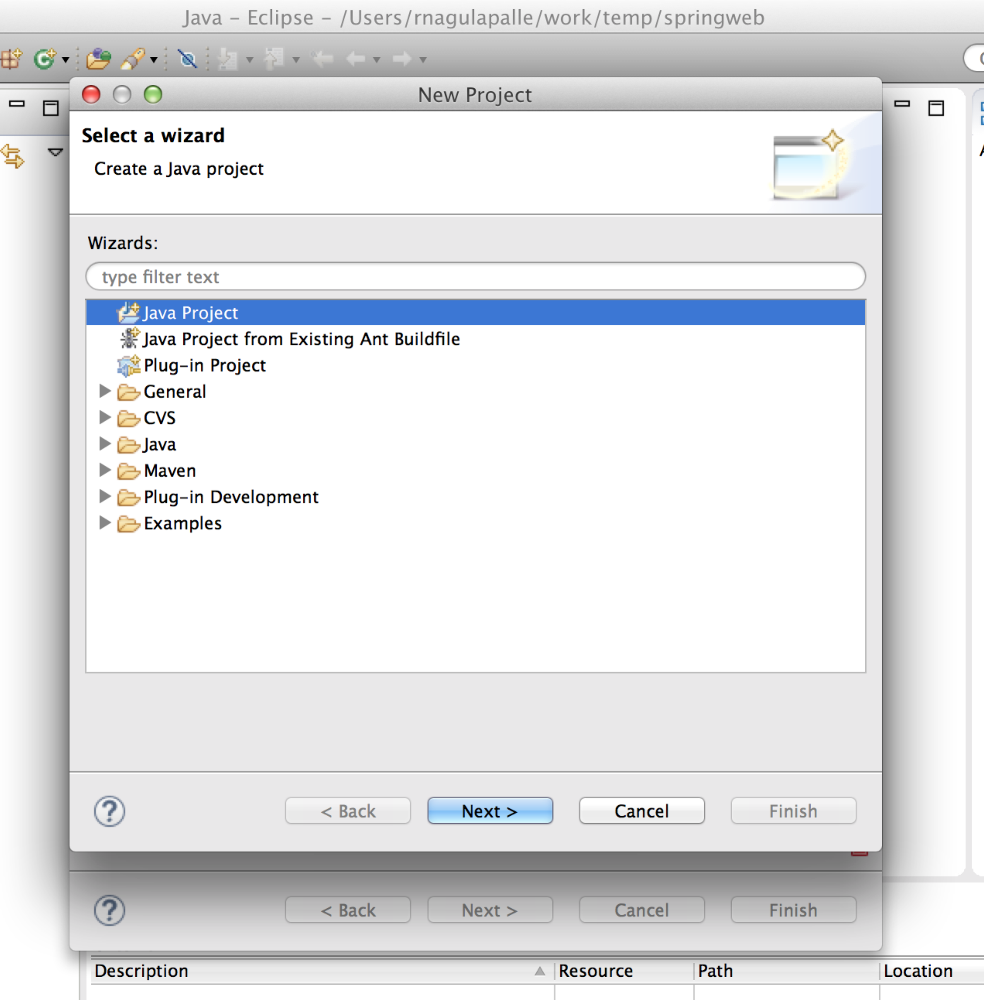 Java – Eclipse – /Users/rnagulapalle/work/temp/springweb
New Project
Select a wizard
Create a Java project
Wizards:
type filter text
Java Project
Java Project from Existing Ant Buildfile
Plug-in Project
General
CVS
Java
Maven
Plug-in Development
Examples
< Back Next > Cancel Finish
< Back Next > Cancel Finish
Description Resource Path Location